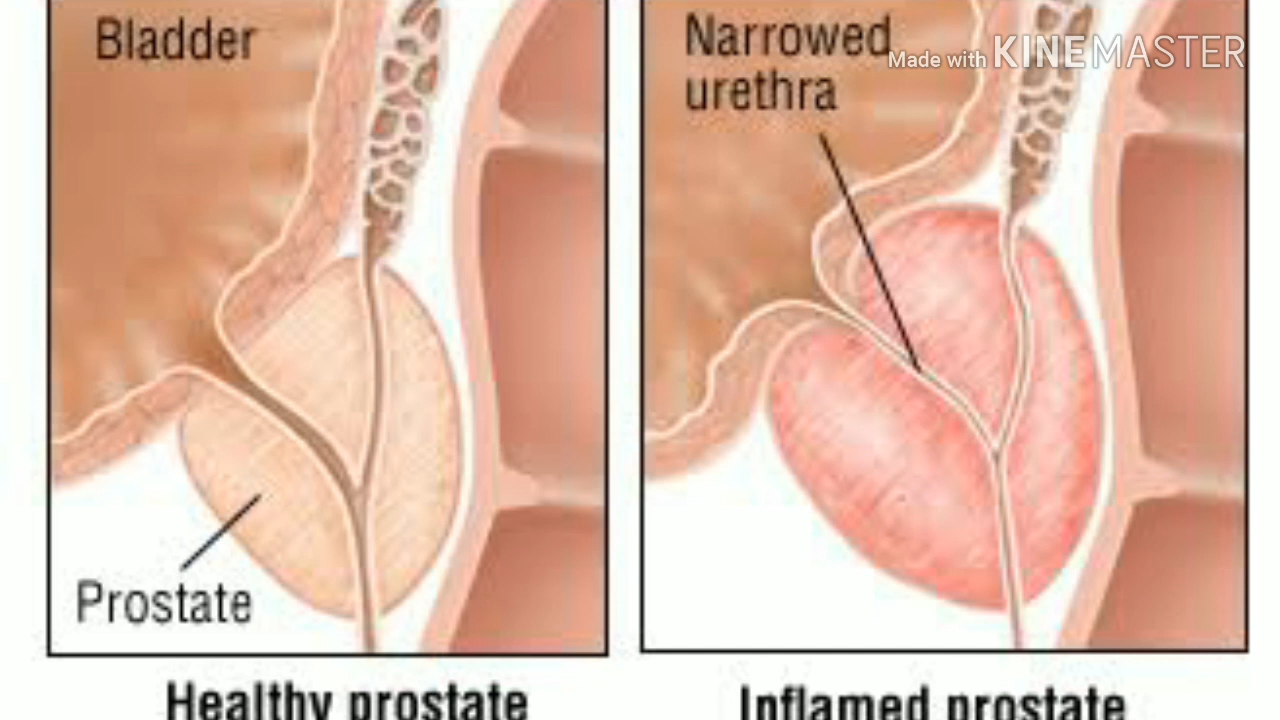 Bladder
Prostate
Healthy prostate
Narrowed
urethra
Made with KINEMASTER
Inflamed prostate